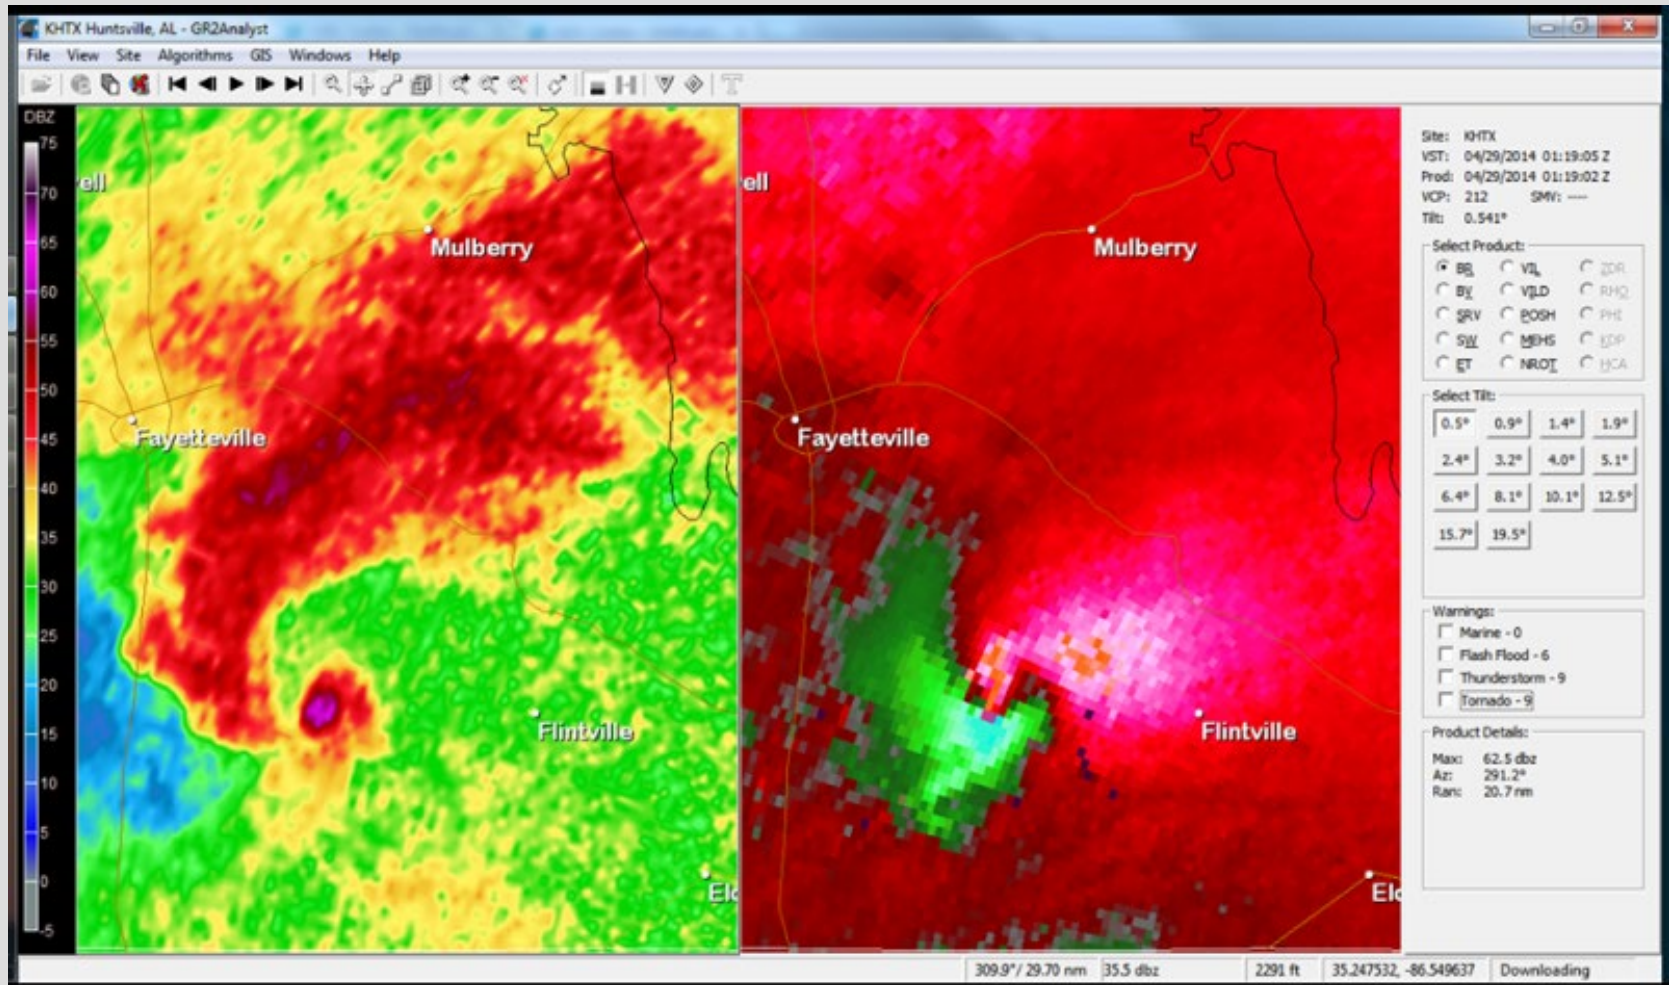 KHTX Huntsville, AL - GR2Analyst
File View Site Algorithms GIS Windows Help
DBZ
75
70
65
60
55
50
45
40
35
30
25
20
15
10
5
0
-5
ell
Mulberry
Fayetteville
Flintville
Elo
ell
Mulberry
Fayetteville
Flintville
Elo
Site: KHTX
VST: 04/29/2014 01:19:05 Z
Prod: 04/29/2014 01:19:02 Z
VCP: 212 SMV: ----
Tilt: 0.541°
Select Product:
BR VIL ZDR
BV VILD RHO
SRV POSH PHI
SW MEHS KDP
ET NROT HCA
Select Tilt:
0.5° 0.9° 1.4° 1.9°
2.4° 3.2° 4.0° 5.1°
6.4° 8.1° 10.1° 12.5°
15.7° 19.5°
Warnings:
Marine - 0
Flash Flood - 6
Thunderstorm - 9
Tornado - 9
Product Details:
Max: 62.5 dbz
Az: 291.2°
Ran: 20.7 nm
309.9°/ 29.70 nm 35.5 dbz 2291 ft 35.247532, -86.549637 Downloading